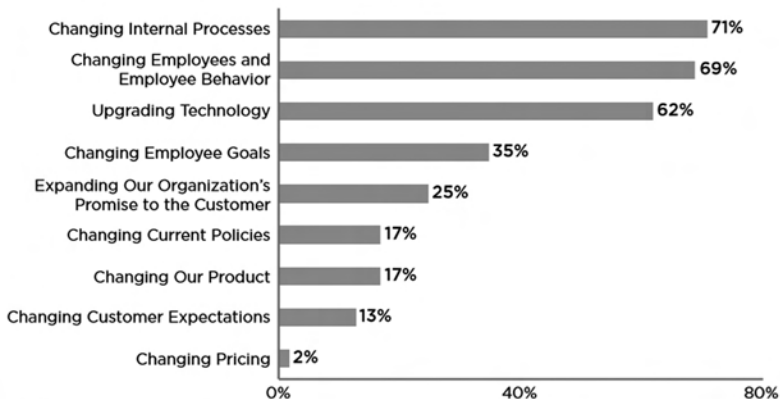 Changing Internal Processes 71%
Changing Employees and
Employee Behavior 69%
Upgrading Technology 62%
Changing Employee Goals 35%
Expanding Our Organization's
Promise to the Customer 25%
Changing Current Policies 17%
Changing Our Product 17%
Changing Customer Expectations 13%
Changing Pricing 2%
0% 40% 80%